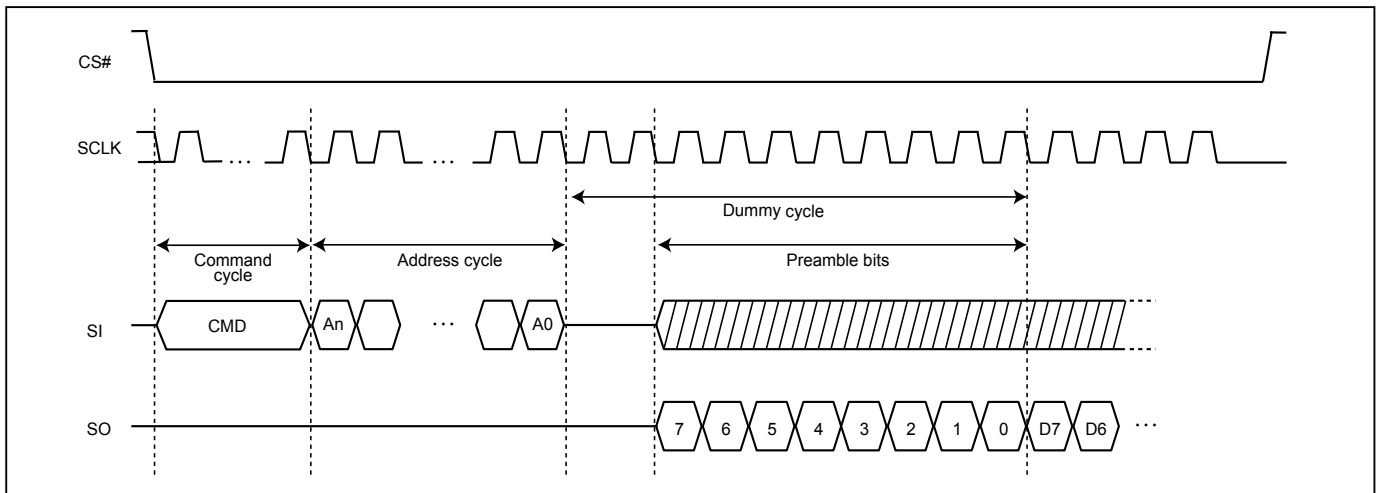 CS#
SCLK
...
...
Dummy cycle
Command
cycle
Address cycle
Preamble bits
SI
CMD
An
...
A0
SO
7 6 5 4 3 2 1 0 D7 D6 ...